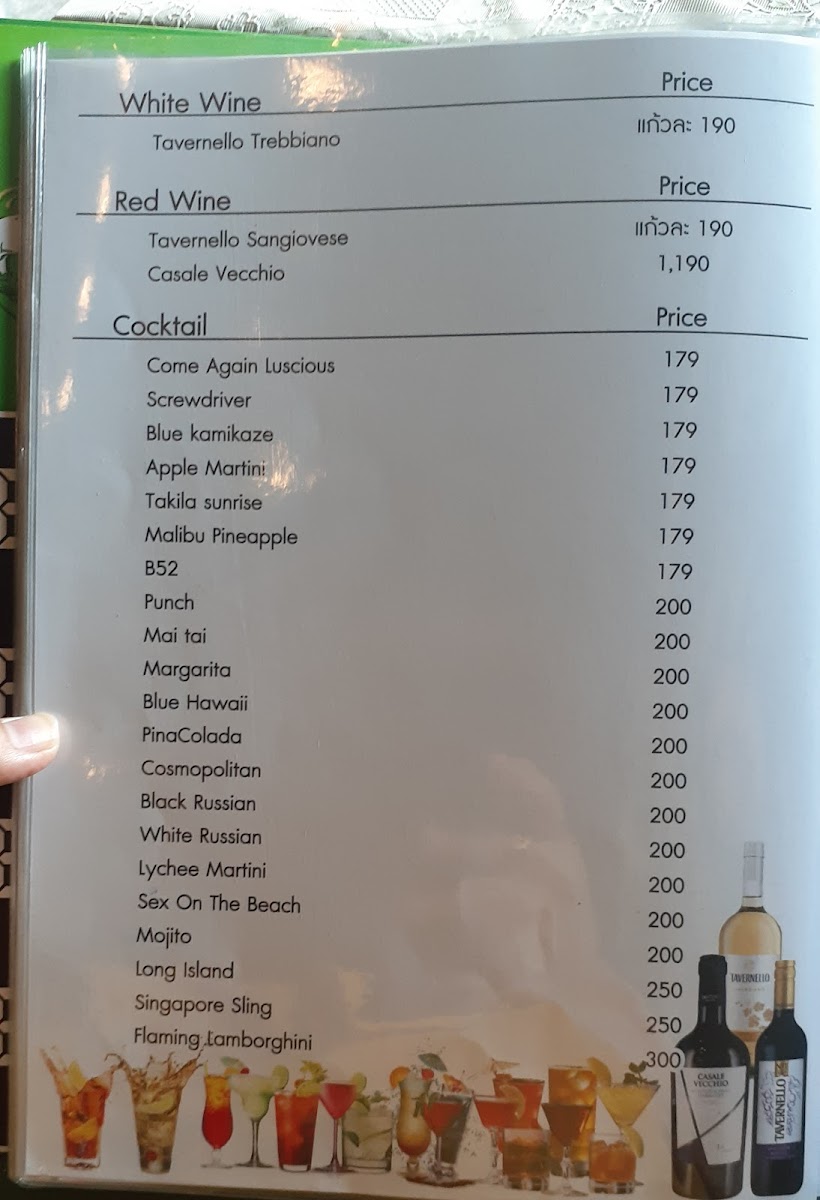 White Wine Price
Tavernello Trebbiano แก้วละ 190
Red Wine Price
Tavernello Sangiovese แก้วละ 190
Casale Vecchio 1,190
Cocktail Price
Come Again Luscious 179
Screwdriver 179
Blue kamikaze 179
Apple Martini 179
Takila sunrise 179
Malibu Pineapple 179
B52 179
Punch 200
Mai tai 200
Margarita 200
Blue Hawaii 200
PinaColada 200
Cosmopolitan 200
Black Russian 200
White Russian 200
Lychee Martini 200
Sex On The Beach 200
Mojito 200
Long Island 250
Singapore Sling 250
Flaming Lamborghini 300
TAVERNELLO
CASALE
VECCHIO
TAVERNELLO